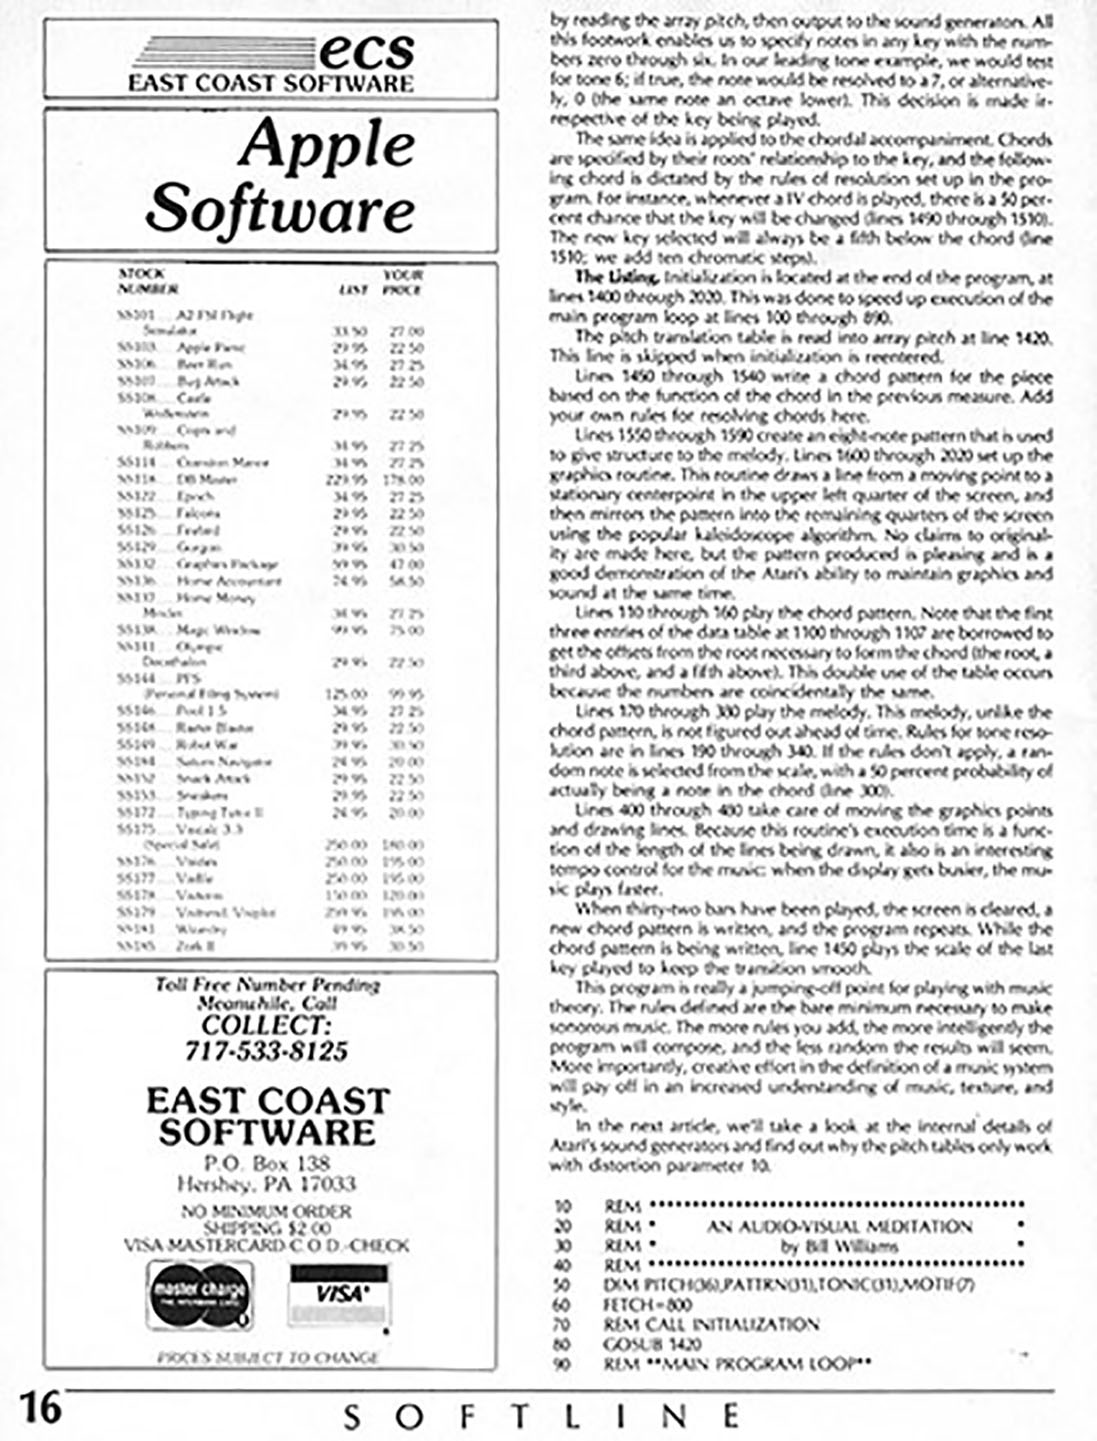 ecs
EAST COAST SOFTWARE
Apple
Software
STOCK YOUR
NUMBER LIST PRICE
SS101 .... A2 FS1 Flight
Simulator 33.50 27.00
SS103 .... Apple Panic 29.95 22.50
SS106 .... Beer Run 34.95 27.25
SS107 .... Bug Attack 29.95 22.50
SS108 .... Castle
Wolfenstein 29.95 22.50
SS109 .... Cops and
Robbers 34.95 27.25
SS114 .... Cranston Manor 34.95 27.25
SS118 .... DB Master 229.95 178.00
SS122 .... Epoch 34.95 27.25
SS125 .... Falcons 29.95 22.50
SS126 .... Firebird 29.95 22.50
SS129 .... Gorgon 39.95 30.50
SS132 .... Graphics Package 59.95 47.00
SS136 .... Home Accountant 74.95 58.50
SS137 .... Home Money
Minder 34.95 27.25
SS138 .... Magic Window 99.95 75.00
SS141 .... Olympic
Decathalon 29.95 22.50
SS144 .... PFS
(Personal Filing System) 125.00 99.95
SS146 .... Pool 1.5 34.95 27.25
SS148 .... Raster Blaster 29.95 22.50
SS149 .... Robot War 39.95 30.50
Saturn Navigator 24.95 20.00
SS152 .... Snack Attack 29.95 22.50
SS153 .... Sneakers 29.95 22.50
SS172 .... Typing Tutor II 24.95 20.00
SS175 .... Visicalc 3.3
(Special Sale) 250.00 180.00
SS176 .... Visidex 250.00 195.00
SS177 .... Visifile 250.00 195.00
SS178 .... Visiterm 150.00 120.00
SS179 .... Visitrend, Visiplot 259.95 195.00
SS181 .... Wizardry 49.95 38.50
SS185 .... Zork II 39.95 30.50
Toll Free Number Pending
Meanwhile, Call
COLLECT:
717-533-8125
EAST COAST
SOFTWARE
P.O. Box 138
Hershey, PA 17033
NO MINIMUM ORDER
SHIPPING $2.00
VISA-MASTERCARD-C.O.D.-CHECK
master charge
THE INTERBANK CARD
VISA
PRICES SUBJECT TO CHANGE
by reading the array pitch, then output to the sound generators. All
this footwork enables us to specify notes in any key with the num-
bers zero through six. In our leading tone example, we would test
for tone 6; if true, the note would be resolved to a 7, or alternative-
ly, 0 (the same note an octave lower). This decision is made ir-
respective of the key being played.
The same idea is applied to the chordal accompaniment. Chords
are specified by their roots' relationship to the key, and the follow-
ing chord is dictated by the rules of resolution set up in the pro-
gram. For instance, whenever a IV chord is played, there is a 50 per-
cent chance that the key will be changed (lines 1490 through 1510).
The new key selected will always be a fifth below the chord (line
1510; we add ten chromatic steps).
The Listing. Initialization is located at the end of the program, at
lines 1400 through 2020. This was done to speed up execution of the
main program loop at lines 100 through 890.
The pitch translation table is read into array pitch at line 1420.
This line is skipped when initialization is reentered.
Lines 1450 through 1540 write a chord pattern for the piece
based on the function of the chord in the previous measure. Add
your own rules for resolving chords here.
Lines 1550 through 1590 create an eight-note pattern that is used
to give structure to the melody. Lines 1600 through 2020 set up the
graphics routine. This routine draws a line from a moving point to a
stationary centerpoint in the upper left quarter of the screen, and
then mirrors the pattern into the remaining quarters of the screen
using the popular kaleidoscope algorithm. No claims to original-
ity are made here, but the pattern produced is pleasing and is a
good demonstration of the Atari's ability to maintain graphics and
sound at the same time.
Lines 110 through 160 play the chord pattern. Note that the first
three entries of the data table at 1100 through 1107 are borrowed to
get the offsets from the root necessary to form the chord (the root, a
third above, and a fifth above). This double use of the table occurs
because the numbers are coincidentally the same.
Lines 170 through 380 play the melody. This melody, unlike the
chord pattern, is not figured out ahead of time. Rules for tone reso-
lution are in lines 190 through 340. If the rules don't apply, a ran-
dom note is selected from the scale, with a 50 percent probability of
actually being a note in the chord (line 300).
Lines 400 through 480 take care of moving the graphics points
and drawing lines. Because this routine's execution time is a func-
tion of the length of the lines being drawn, it also is an interesting
tempo control for the music: when the display gets busier, the mu-
sic plays faster.
When thirty-two bars have been played, the screen is cleared, a
new chord pattern is written, and the program repeats. While the
chord pattern is being written, line 1450 plays the scale of the last
key played to keep the transition smooth.
This program is really a jumping-off point for playing with music
theory. The rules defined are the bare minimum necessary to make
sonorous music. The more rules you add, the more intelligently the
program will compose, and the less random the results will seem.
More importantly, creative effort in the definition of a music system
will pay off in an increased understanding of music, texture, and
style.
In the next article, we'll take a look at the internal details of
Atari's sound generators and find out why the pitch tables only work
with distortion parameter 10.
10 REM ******************************************
20 REM * AN AUDIO-VISUAL MEDITATION *
30 REM * by Bill Williams *
40 REM ******************************************
50 DIM PITCH(36),PATTRN(31),TONIC(31),MOTIF(7)
60 FETCH=800
70 REM CALL INITIALIZATION
80 GOSUB 1420
90 REM **MAIN PROGRAM LOOP**
16
SOFTLINE